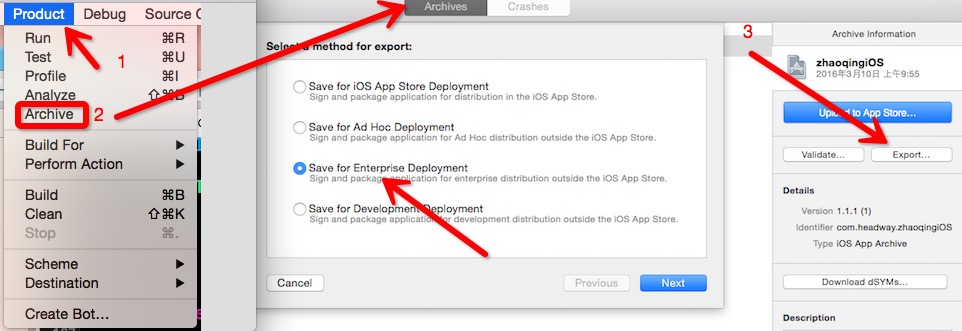 Product Debug Source C
Run ⌘R
Test ⌘U
Profile ⌘I
Analyze ⇧⌘B
Archive
Build For ▶
Perform Action ▶
Build ⌘B
Clean ⇧⌘K
Stop ⌘.
Scheme ▶
Destination ▶
Create Bot…
1
2
Archives Crashes
Select a method for export:
Save for iOS App Store Deployment
Sign and package application for distribution in the iOS App Store.
Save for Ad Hoc Deployment
Sign and package application for Ad Hoc distribution outside the iOS App Store.
Save for Enterprise Deployment
Sign and package application for enterprise distribution outside the iOS App Store.
Save for Development Deployment
Sign and package application for development distribution outside the iOS App Store.
Cancel Previous Next
3
Archive Information
zhaoqingiOS
2016年3月10日 上午9:55
Upload to App Store…
Validate… Export…
Details
Version 1.1.1 (1)
Identifier com.headway.zhaoqingiOS
Type iOS App Archive
Download dSYMs…
Description